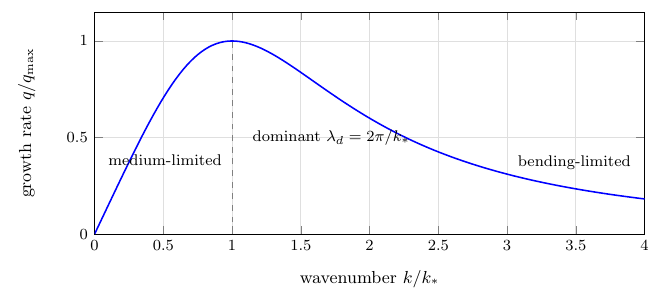 growth rate q/q_max
1
0.5
0
dominant λ_d = 2π/k_*
medium-limited
bending-limited
0 0.5 1 1.5 2 2.5 3 3.5 4
wavenumber k/k_*